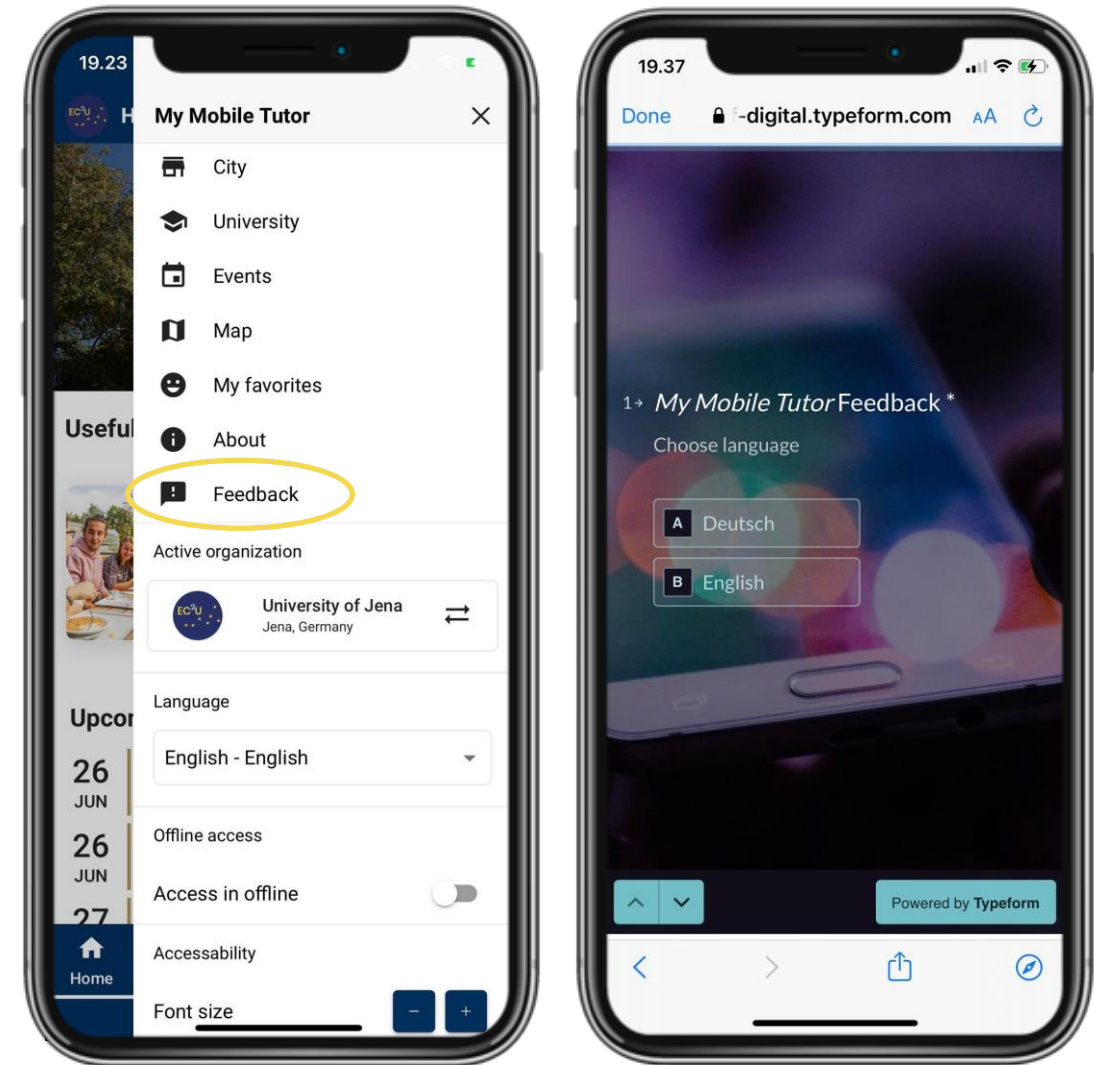 19.23
EC²U
H
My Mobile Tutor
City
University
Events
Map
My favorites
About
Feedback
Useful
Active organization
EC²U
University of Jena
Jena, Germany
Language
English - English
Upcor
26
JUN
26
JUN
27
Offline access
Access in offline
Accessability
Font size
- +
Home
19.37
Done
-digital.typeform.com
AA
1→ My Mobile Tutor Feedback *
Choose language
A Deutsch
B English
Powered by Typeform